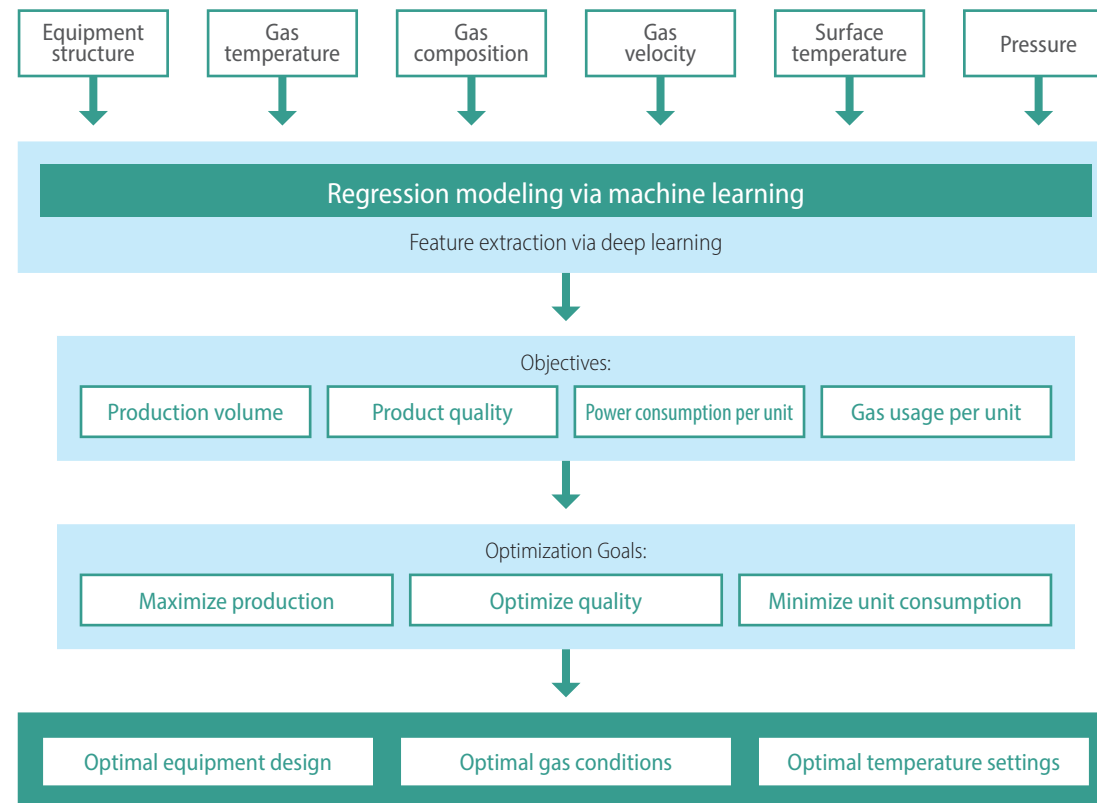 Equipment
structure
Gas
temperature
Gas
composition
Gas
velocity
Surface
temperature
Pressure
Regression modeling via machine learning
Feature extraction via deep learning
Objectives:
Production volume
Product quality
Power consumption per unit
Gas usage per unit
Optimization Goals:
Maximize production
Optimize quality
Minimize unit consumption
Optimal equipment design
Optimal gas conditions
Optimal temperature settings